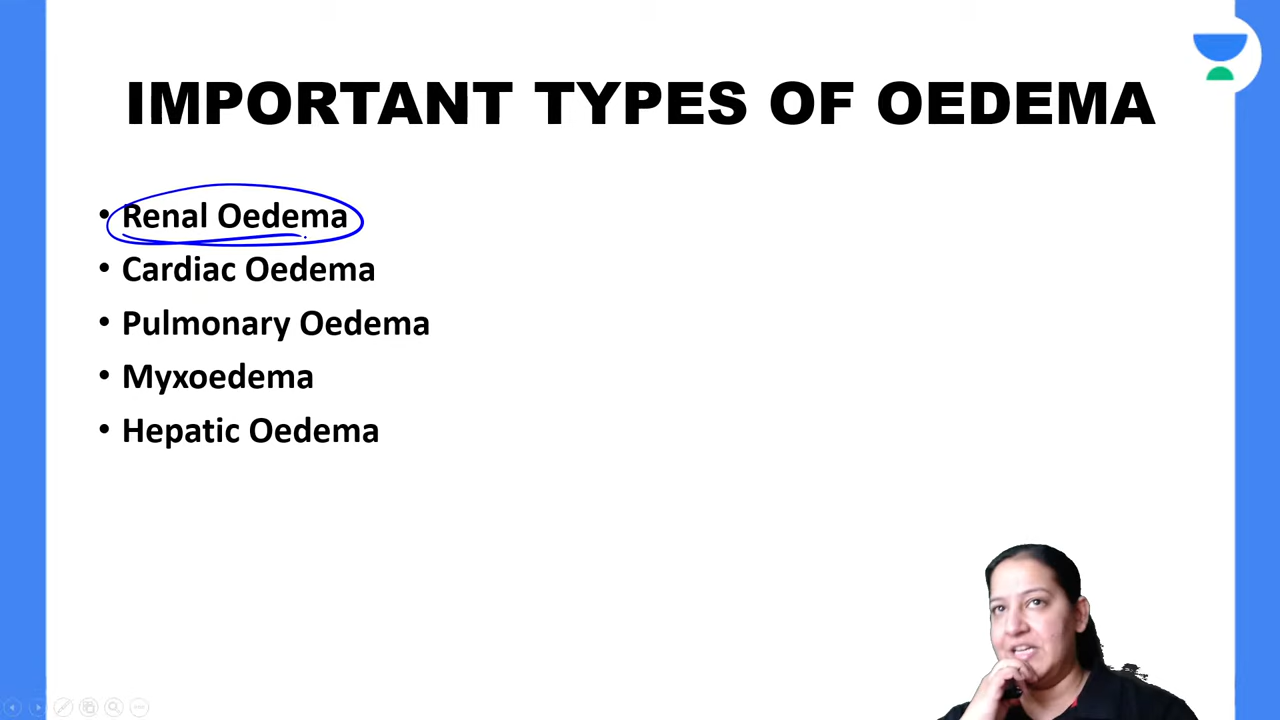 IMPORTANT TYPES OF OEDEMA
• Renal Oedema
• Cardiac Oedema
• Pulmonary Oedema
• Myxoedema
• Hepatic Oedema